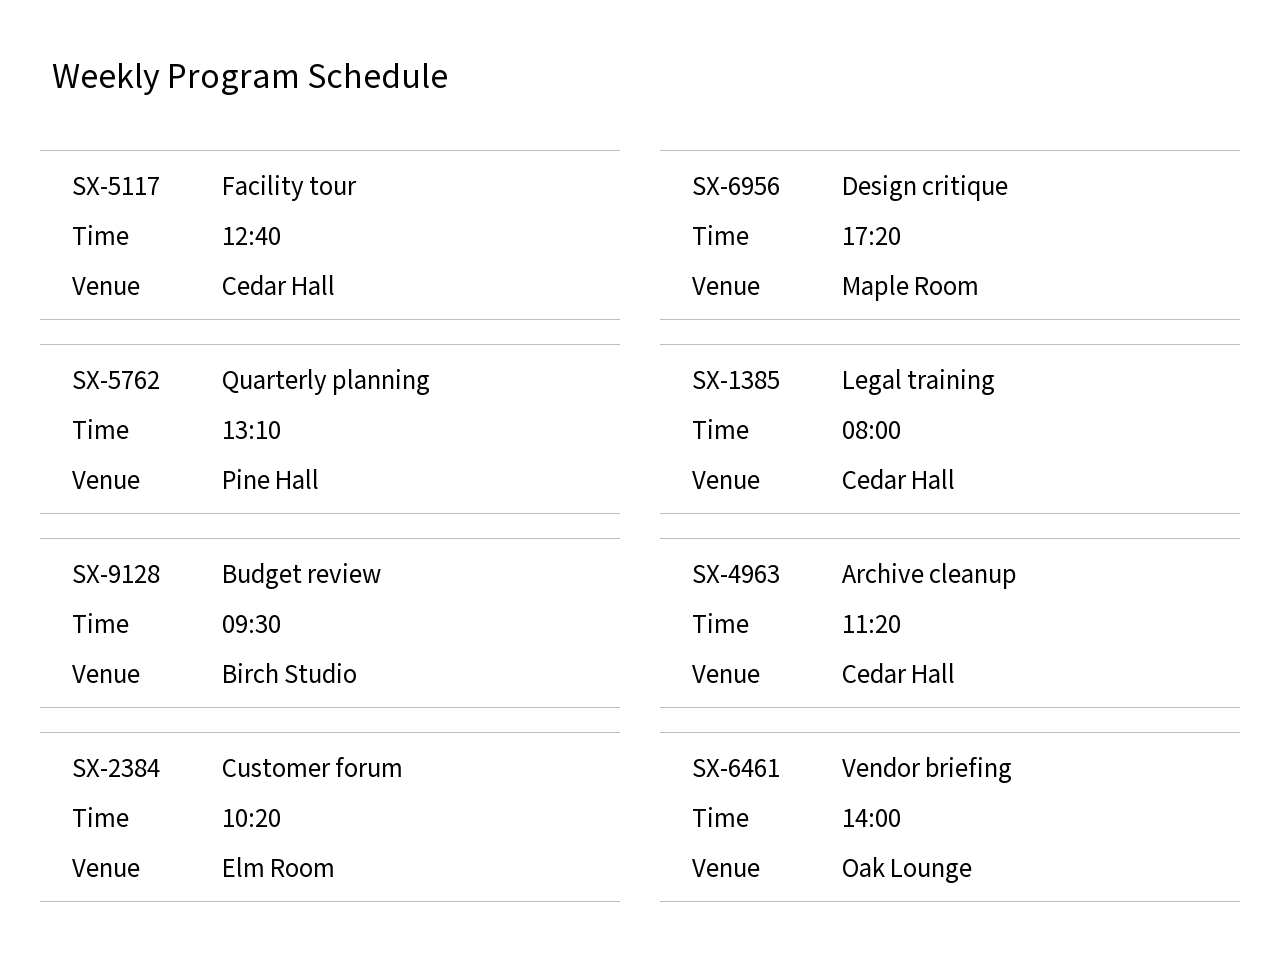 Weekly Program Schedule
SX-5117 Facility tour
Time 12:40
Venue Cedar Hall
SX-5762 Quarterly planning
Time 13:10
Venue Pine Hall
SX-9128 Budget review
Time 09:30
Venue Birch Studio
SX-2384 Customer forum
Time 10:20
Venue Elm Room
SX-6956 Design critique
Time 17:20
Venue Maple Room
SX-1385 Legal training
Time 08:00
Venue Cedar Hall
SX-4963 Archive cleanup
Time 11:20
Venue Cedar Hall
SX-6461 Vendor briefing
Time 14:00
Venue Oak Lounge